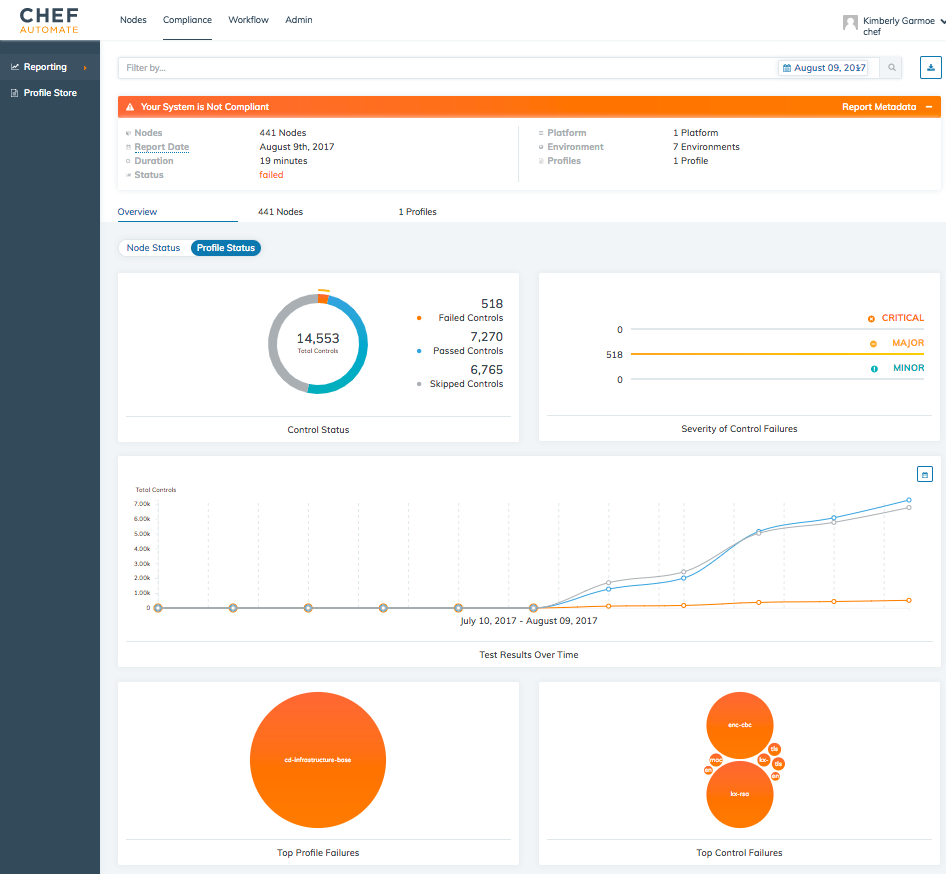 CHEF
AUTOMATE
Nodes
Compliance
Workflow
Admin
Kimberly Garmoe
chef
Reporting
Profile Store
Filter by...
August 09, 2017
Your System is Not Compliant
Report Metadata
Nodes 441 Nodes
Report Date August 9th, 2017
Duration 19 minutes
Status failed
Platform 1 Platform
Environment 7 Environments
Profiles 1 Profile
Overview
441 Nodes
1 Profiles
Node Status
Profile Status
14,553
Total Controls
518
Failed Controls
7,270
Passed Controls
6,765
Skipped Controls
Control Status
CRITICAL
0
MAJOR
518
MINOR
0
Severity of Control Failures
Total Controls
7.00k
6.00k
5.00k
4.00k
3.00k
2.00k
1.00k
0
July 10, 2017 - August 09, 2017
Test Results Over Time
cd-infrastructure-base
Top Profile Failures
enc-cbc
tls
mac
kx-
tls
en
en
kx-rsa
Top Control Failures